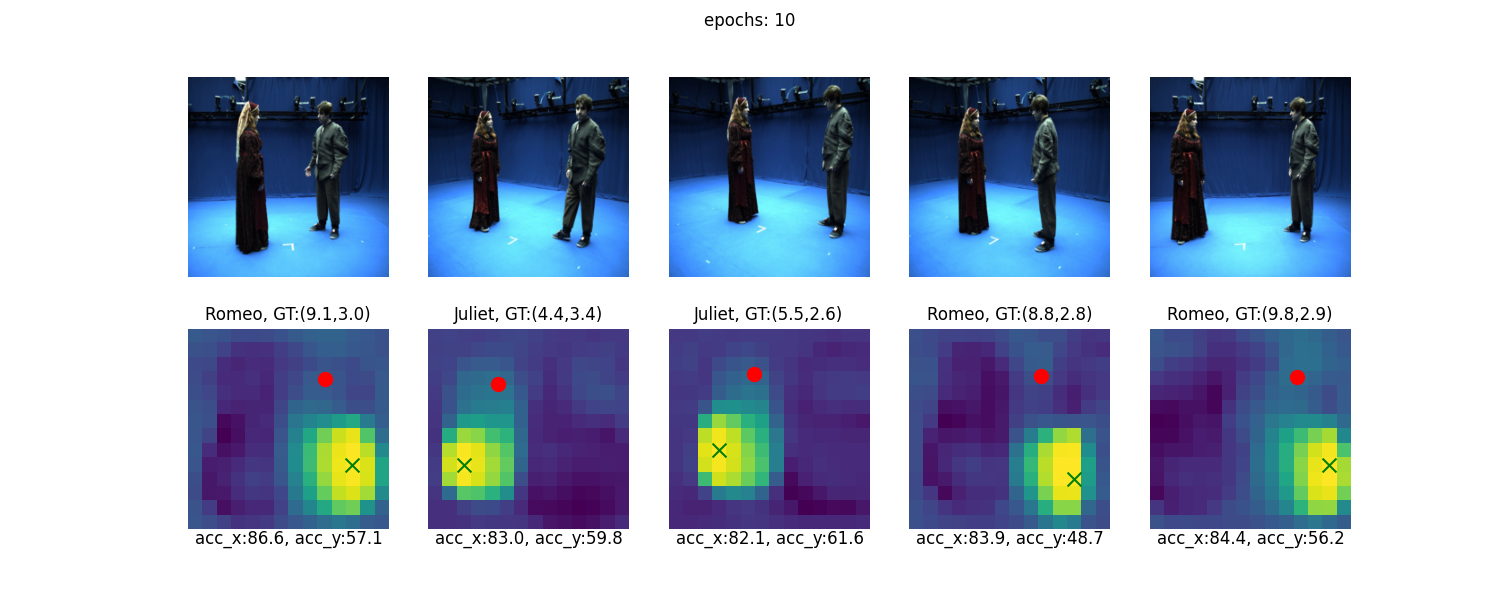 epochs: 10
Romeo, GT:(9.1,3.0)
Juliet, GT:(4.4,3.4)
Juliet, GT:(5.5,2.6)
Romeo, GT:(8.8,2.8)
Romeo, GT:(9.8,2.9)
acc_x:86.6, acc_y:57.1
acc_x:83.0, acc_y:59.8
acc_x:82.1, acc_y:61.6
acc_x:83.9, acc_y:48.7
acc_x:84.4, acc_y:56.2